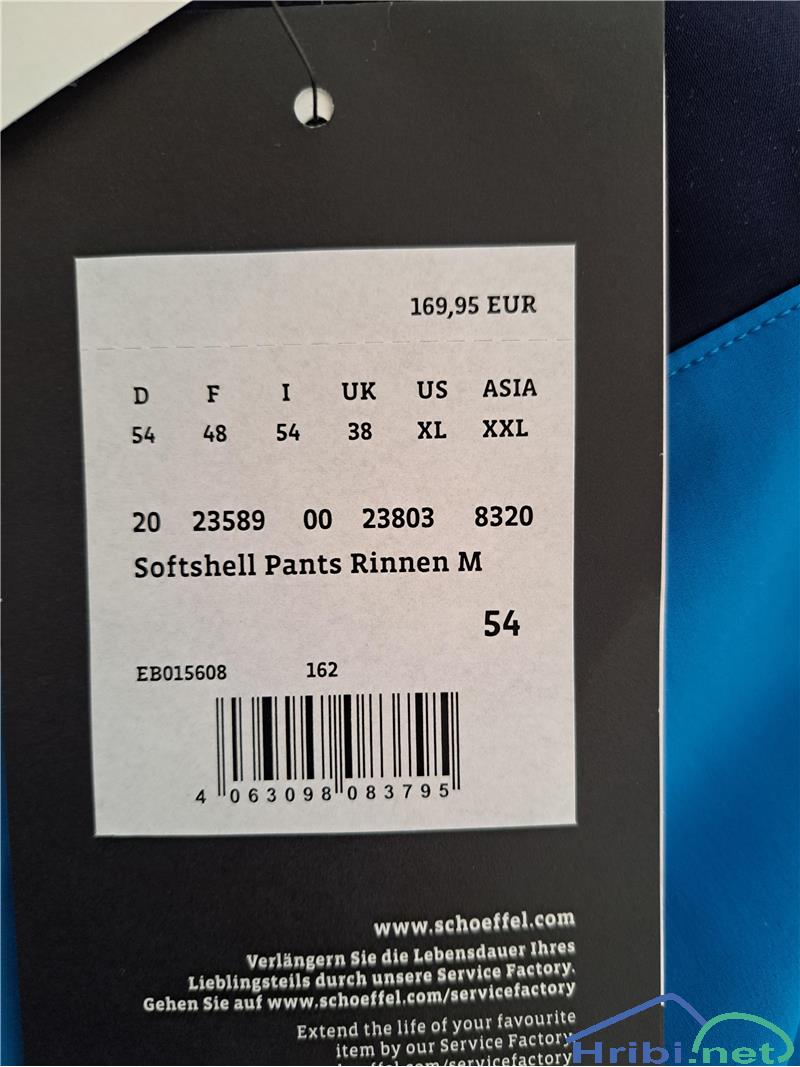 169,95 EUR
D F I UK US ASIA
54 48 54 38 XL XXL
20 23589 00 23803 8320
Softshell Pants Rinnen M
54
EB015608 162
4 063098 083795
www.schoeffel.com
Verlängern Sie die Lebensdauer Ihres
Lieblingsteils durch unsere Service Factory.
Gehen Sie auf www.schoeffel.com/servicefactory
Extend the life of your favourite
item by our Service Factory
Hribi.net